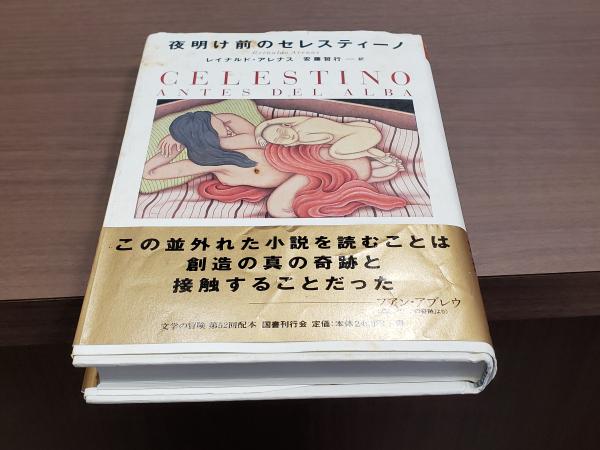 夜明け前のセレスティーノ
Reinaldo Arenas
レイナルド・アレナス 安藤哲行―訳
CELESTINO
ANTES DEL ALBA
この並外れた小説を読むことは
創造の真の奇跡と
接触することだった
――フアン・アブレウ
文学の冒険 第52回配本 国書刊行会 定価:本体2